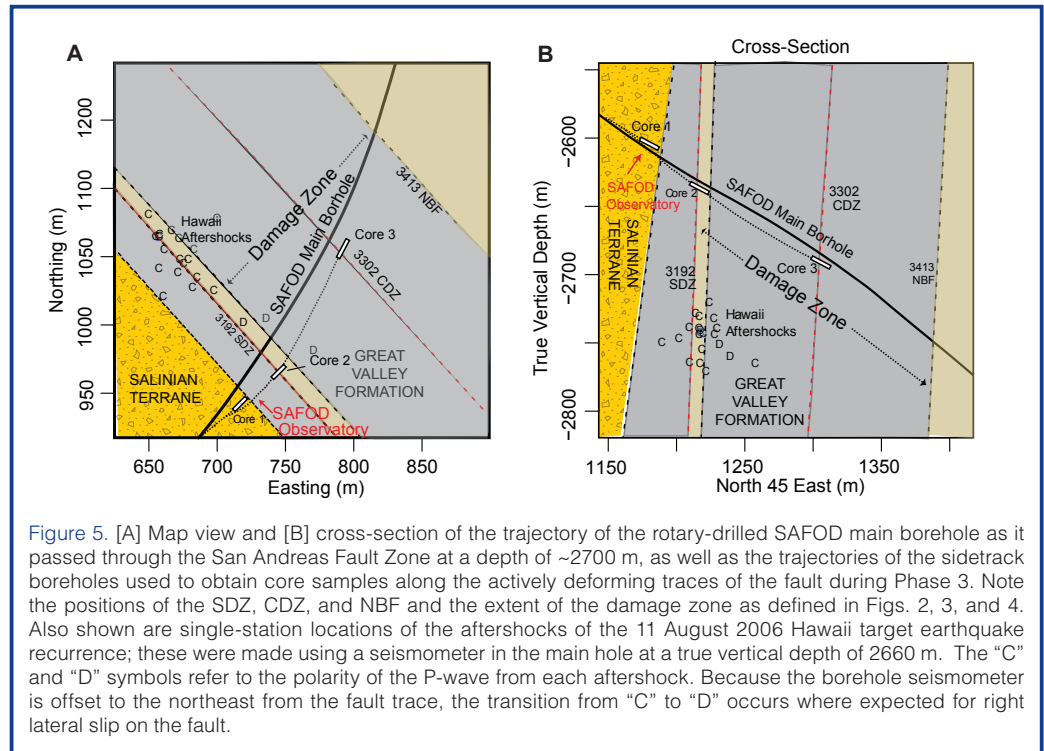 A
Northing (m)
1200
1100
1050
1000
950
650
700
750
800
850
Easting (m)
Hawaii
Aftershocks
Damage Zone
SAFOD Main Borehole
3413 NBF
Core 3
3302 CDZ
3192 SDZ
Core 2
GREAT
VALLEY
FORMATION
SALINIAN
TERRANE
Core 1
SAFOD
Observatory
C C C C C C C C C C C C C C C
D D D
B
Cross-Section
True Vertical Depth (m)
-2600
-2700
-2800
1150
1250
1350
North 45 East (m)
Core 1
SAFOD
Observatory
Core 2
SAFOD Main Borehole
3302
CDZ
Core 3
SALINIAN
TERRANE
3192
SDZ
Damage Zone
3413
NBF
Hawaii
Aftershocks
C C C C C C C C C C C C C
D D
GREAT
VALLEY
FORMATION
Figure 5. [A] Map view and [B] cross-section of the trajectory of the rotary-drilled SAFOD main borehole as it
passed through the San Andreas Fault Zone at a depth of ~2700 m, as well as the trajectories of the sidetrack
boreholes used to obtain core samples along the actively deforming traces of the fault during Phase 3. Note
the positions of the SDZ, CDZ, and NBF and the extent of the damage zone as defined in Figs. 2, 3, and 4.
Also shown are single-station locations of the aftershocks of the 11 August 2006 Hawaii target earthquake
recurrence; these were made using a seismometer in the main hole at a true vertical depth of 2660 m. The “C”
and “D” symbols refer to the polarity of the P-wave from each aftershock. Because the borehole seismometer
is offset to the northeast from the fault trace, the transition from “C” to “D” occurs where expected for right
lateral slip on the fault.